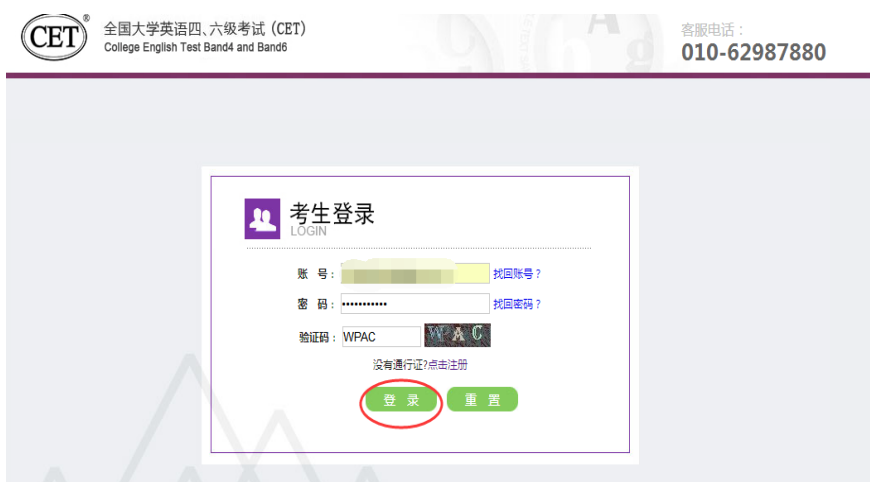 CET®
全国大学英语四、六级考试 (CET)
College English Test Band4 and Band6
客服电话：
010-62987880
考生登录
LOGIN
账 号：
找回账号？
密 码：•••••••••••
找回密码？
验证码：WPAC WPAC
没有通行证?点击注册
登 录 重 置